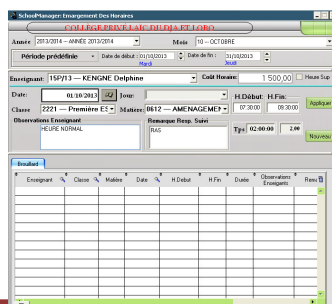 SchoolManager: Emargement Des Horaires
COLLEGE PRIVE LAÏC DU DJA ET LOBO
Année 2013/2014 -- ANNÉE 2013/2014 Mois 10 -- OCTOBRE
Période prédéfinie Date de début : 01/10/2013 Date de fin : 31/10/2013
Mardi Jeudi
Enseignant: 15P/13 --- KENGNE Delphine Coût Horaire: 1 500,00 Heure Sup
Date: 01/10/2013 Jour: H.Début: H.Fin:
07:30:00 09:30:00 Appliquer
Classe 2221 --- Première ES Matière: 0612 -- AMENAGEMEN
Observations Enseignant Remarque Resp. Suivi
HEURE NORMAL RAS Tps 02:00:00 2,00
Nouveau
Brouillard
Enseignant Classe Matière Date H.Debut H.Fin Durée Observations Enseignants Rema